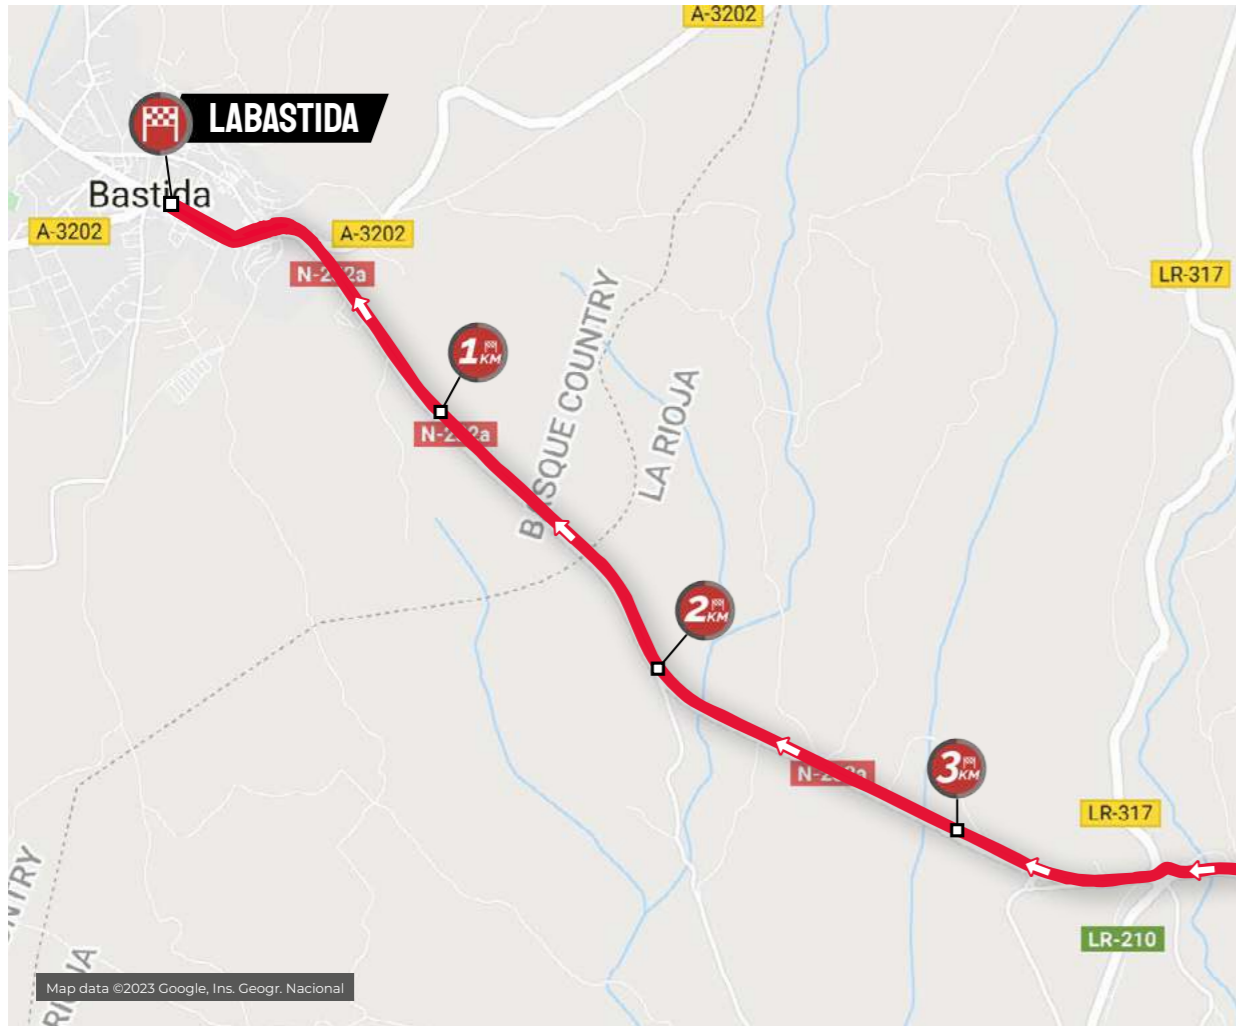 A-3202
LABASTIDA
Bastida
A-3202
A-3202
LR-317
BASQUE COUNTRY
LA RIOJA
1 KM
2 KM
3 KM
LR-317
LR-210
RIOJA
Map data ©2023 Google, Ins. Geogr. Nacional